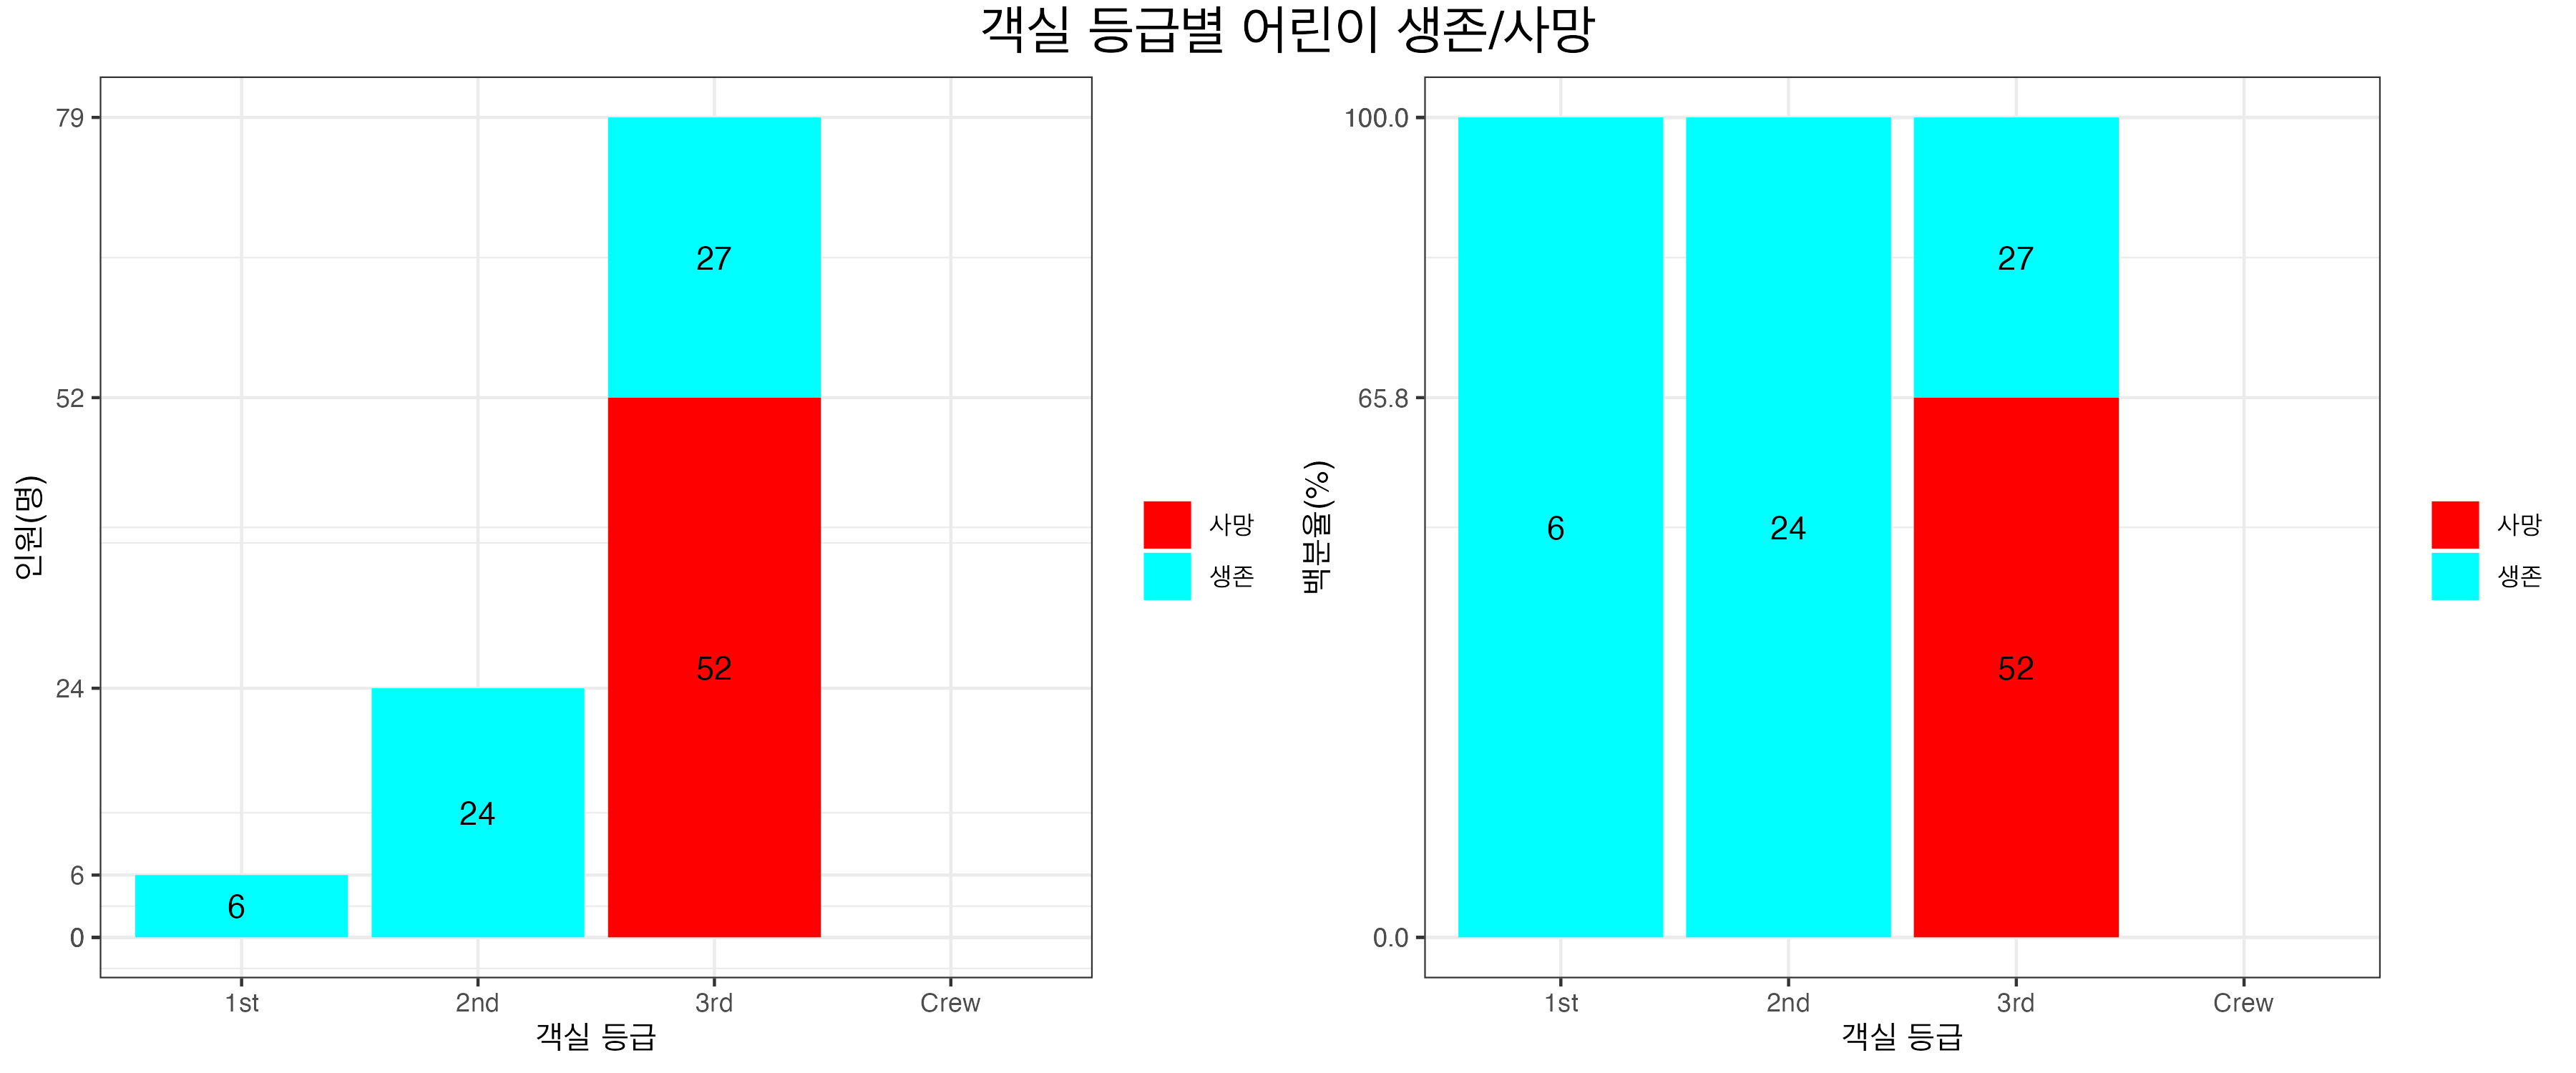 객실 등급별 어린이 생존/사망
인원(명)
79
52
24
6
0
27
52
24
6
1st 2nd 3rd Crew
객실 등급
사망
생존
백분율(%)
100.0
65.8
0.0
27
6 24
52
1st 2nd 3rd Crew
객실 등급
사망
생존